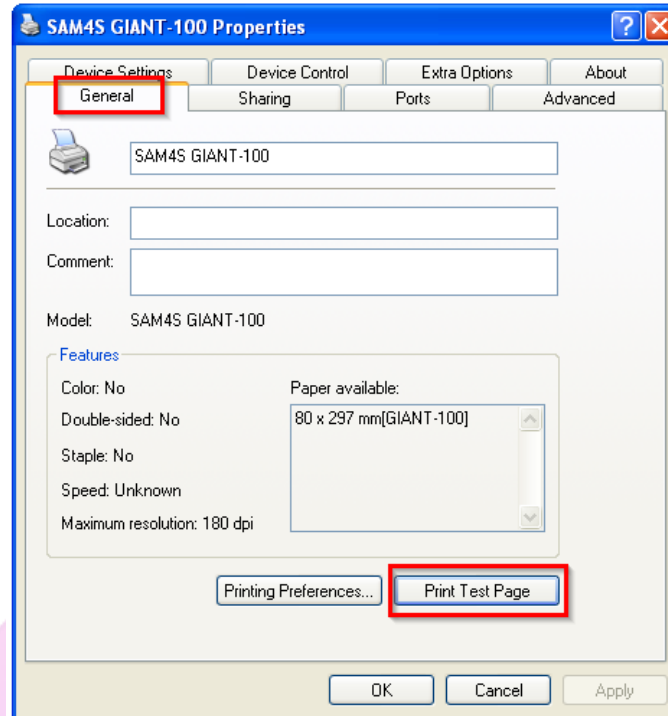 SAM4S GIANT-100 Properties
Device Settings Device Control Extra Options About
General Sharing Ports Advanced
SAM4S GIANT-100
Location:
Comment:
Model: SAM4S GIANT-100
Features
Color: No Paper available:
Double-sided: No 80 x 297 mm[GIANT-100]
Staple: No
Speed: Unknown
Maximum resolution: 180 dpi
Printing Preferences... Print Test Page
OK Cancel Apply